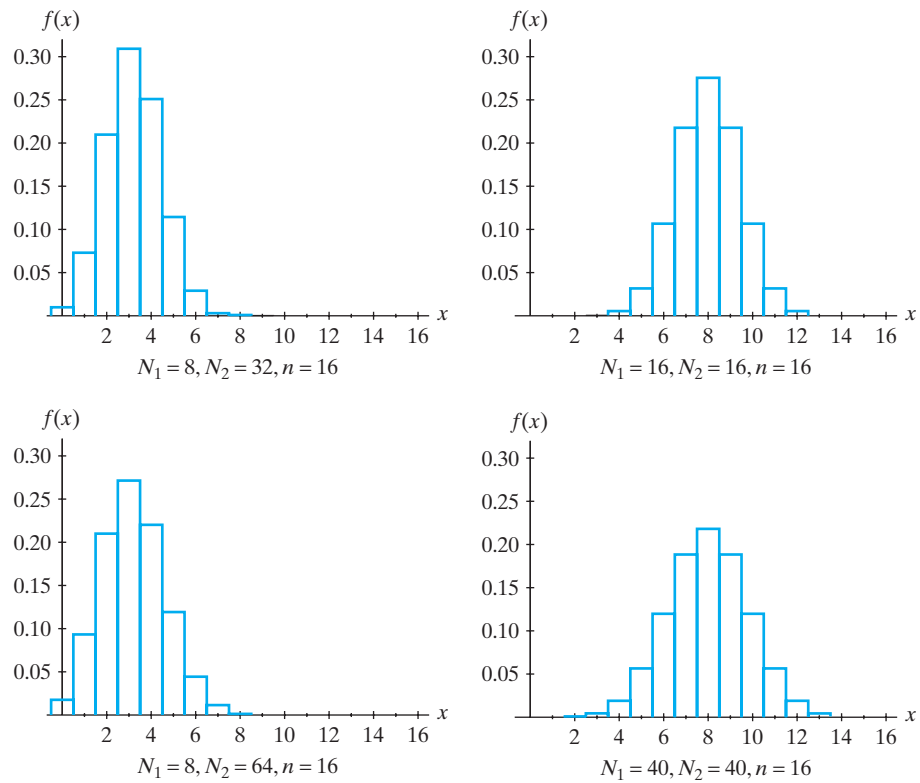 f(x)
0.30
0.25
0.20
0.15
0.10
0.05
2 4 6 8 10 12 14 16 x
N1 = 8, N2 = 32, n = 16
f(x)
0.30
0.25
0.20
0.15
0.10
0.05
2 4 6 8 10 12 14 16 x
N1 = 16, N2 = 16, n = 16
f(x)
0.30
0.25
0.20
0.15
0.10
0.05
2 4 6 8 10 12 14 16 x
N1 = 8, N2 = 64, n = 16
f(x)
0.30
0.25
0.20
0.15
0.10
0.05
2 4 6 8 10 12 14 16 x
N1 = 40, N2 = 40, n = 16